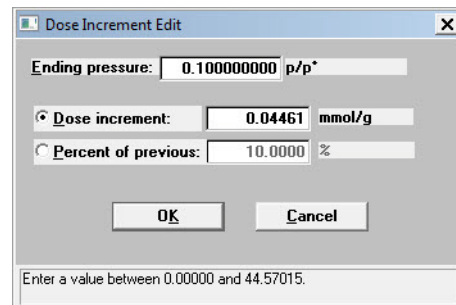 Dose Increment Edit
Ending pressure: 0.100000000 p/p°
Dose increment: 0.04461 mmol/g
Percent of previous: 10.0000 %
OK Cancel
Enter a value between 0.00000 and 44.57015.